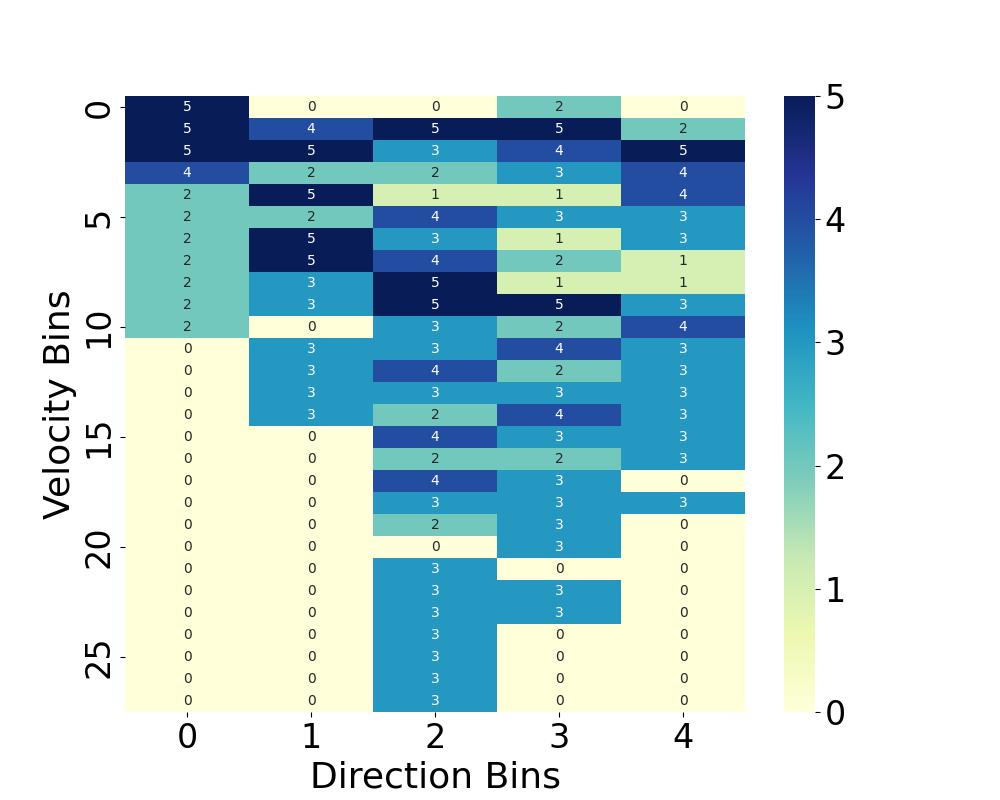 5 0 0 2 0
5 4 5 5 2
5 5 3 4 5
4 2 2 3 4
2 5 1 1 4
2 2 4 3 3
2 5 3 1 3
2 5 4 2 1
2 3 5 1 1
2 3 5 5 3
2 0 3 2 4
0 3 3 4 3
0 3 4 2 3
0 3 3 3 3
0 3 2 4 3
0 0 4 3 3
0 0 2 2 3
0 0 4 3 0
0 0 3 3 3
0 0 2 3 0
0 0 0 3 0
0 0 3 0 0
0 0 3 3 0
0 0 3 3 0
0 0 3 0 0
0 0 3 0 0
0 0 3 0 0
0 0 3 0 0
0
5
10
15
20
25
Velocity Bins
0 1 2 3 4
Direction Bins
5
4
3
2
1
0